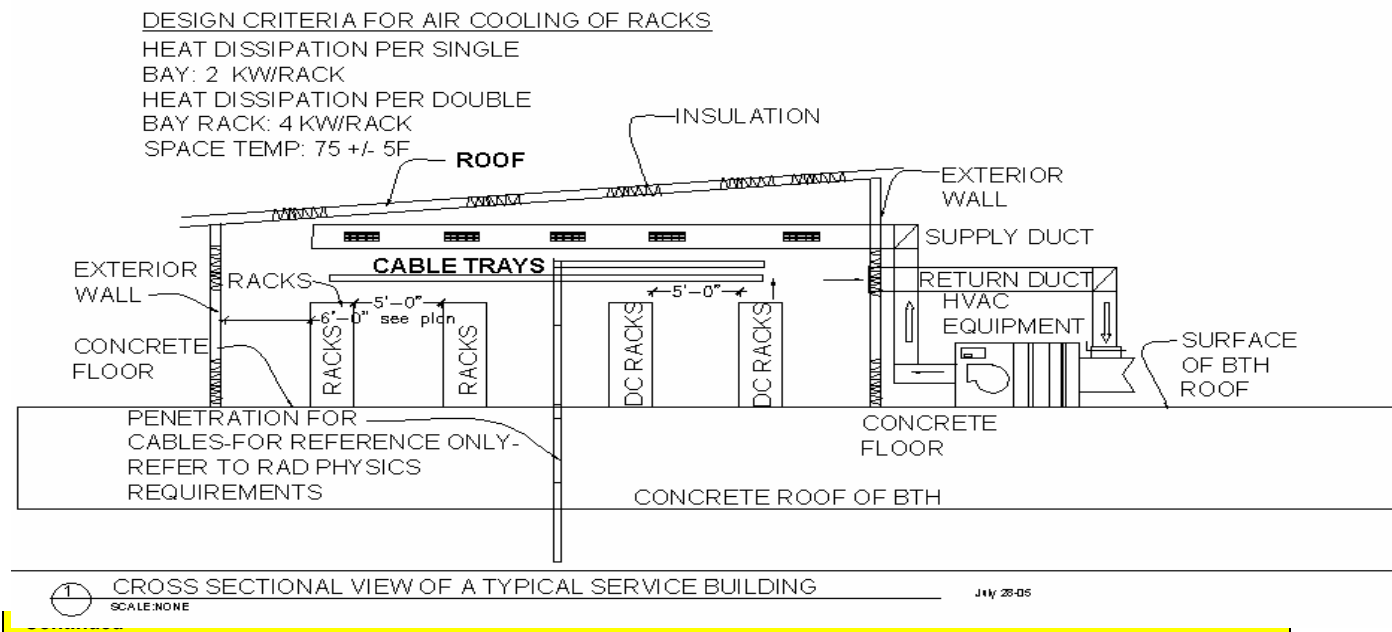 DESIGN CRITERIA FOR AIR COOLING OF RACKS
HEAT DISSIPATION PER SINGLE
BAY: 2 KW/RACK
HEAT DISSIPATION PER DOUBLE
BAY RACK: 4 KW/RACK
SPACE TEMP: 75 +/- 5F
ROOF
INSULATION
EXTERIOR
WALL
SUPPLY DUCT
CABLE TRAYS
EXTERIOR
WALL
RACKS
RETURN DUCT
HVAC
EQUIPMENT
5'-0"
5'-0"
6'-0" see plan
RACKS
RACKS
DC RACKS
DC RACKS
CONCRETE
FLOOR
SURFACE
OF BTH
ROOF
PENETRATION FOR
CABLES-FOR REFERENCE ONLY-
REFER TO RAD PHYSICS
REQUIREMENTS
CONCRETE
FLOOR
CONCRETE ROOF OF BTH
1
CROSS SECTIONAL VIEW OF A TYPICAL SERVICE BUILDING
SCALE:NONE
July 28-05